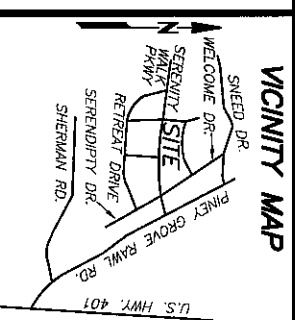 VICINITY MAP
N
SNEED DR.
WELCOME DR.
SERENITY
WALK
PKWY
SITE
RETREAT DRIVE
SERENDIPTY DR.
SHERMAN RD.
PINEY GROVE RAWL RD.
U.S. HWY. 401